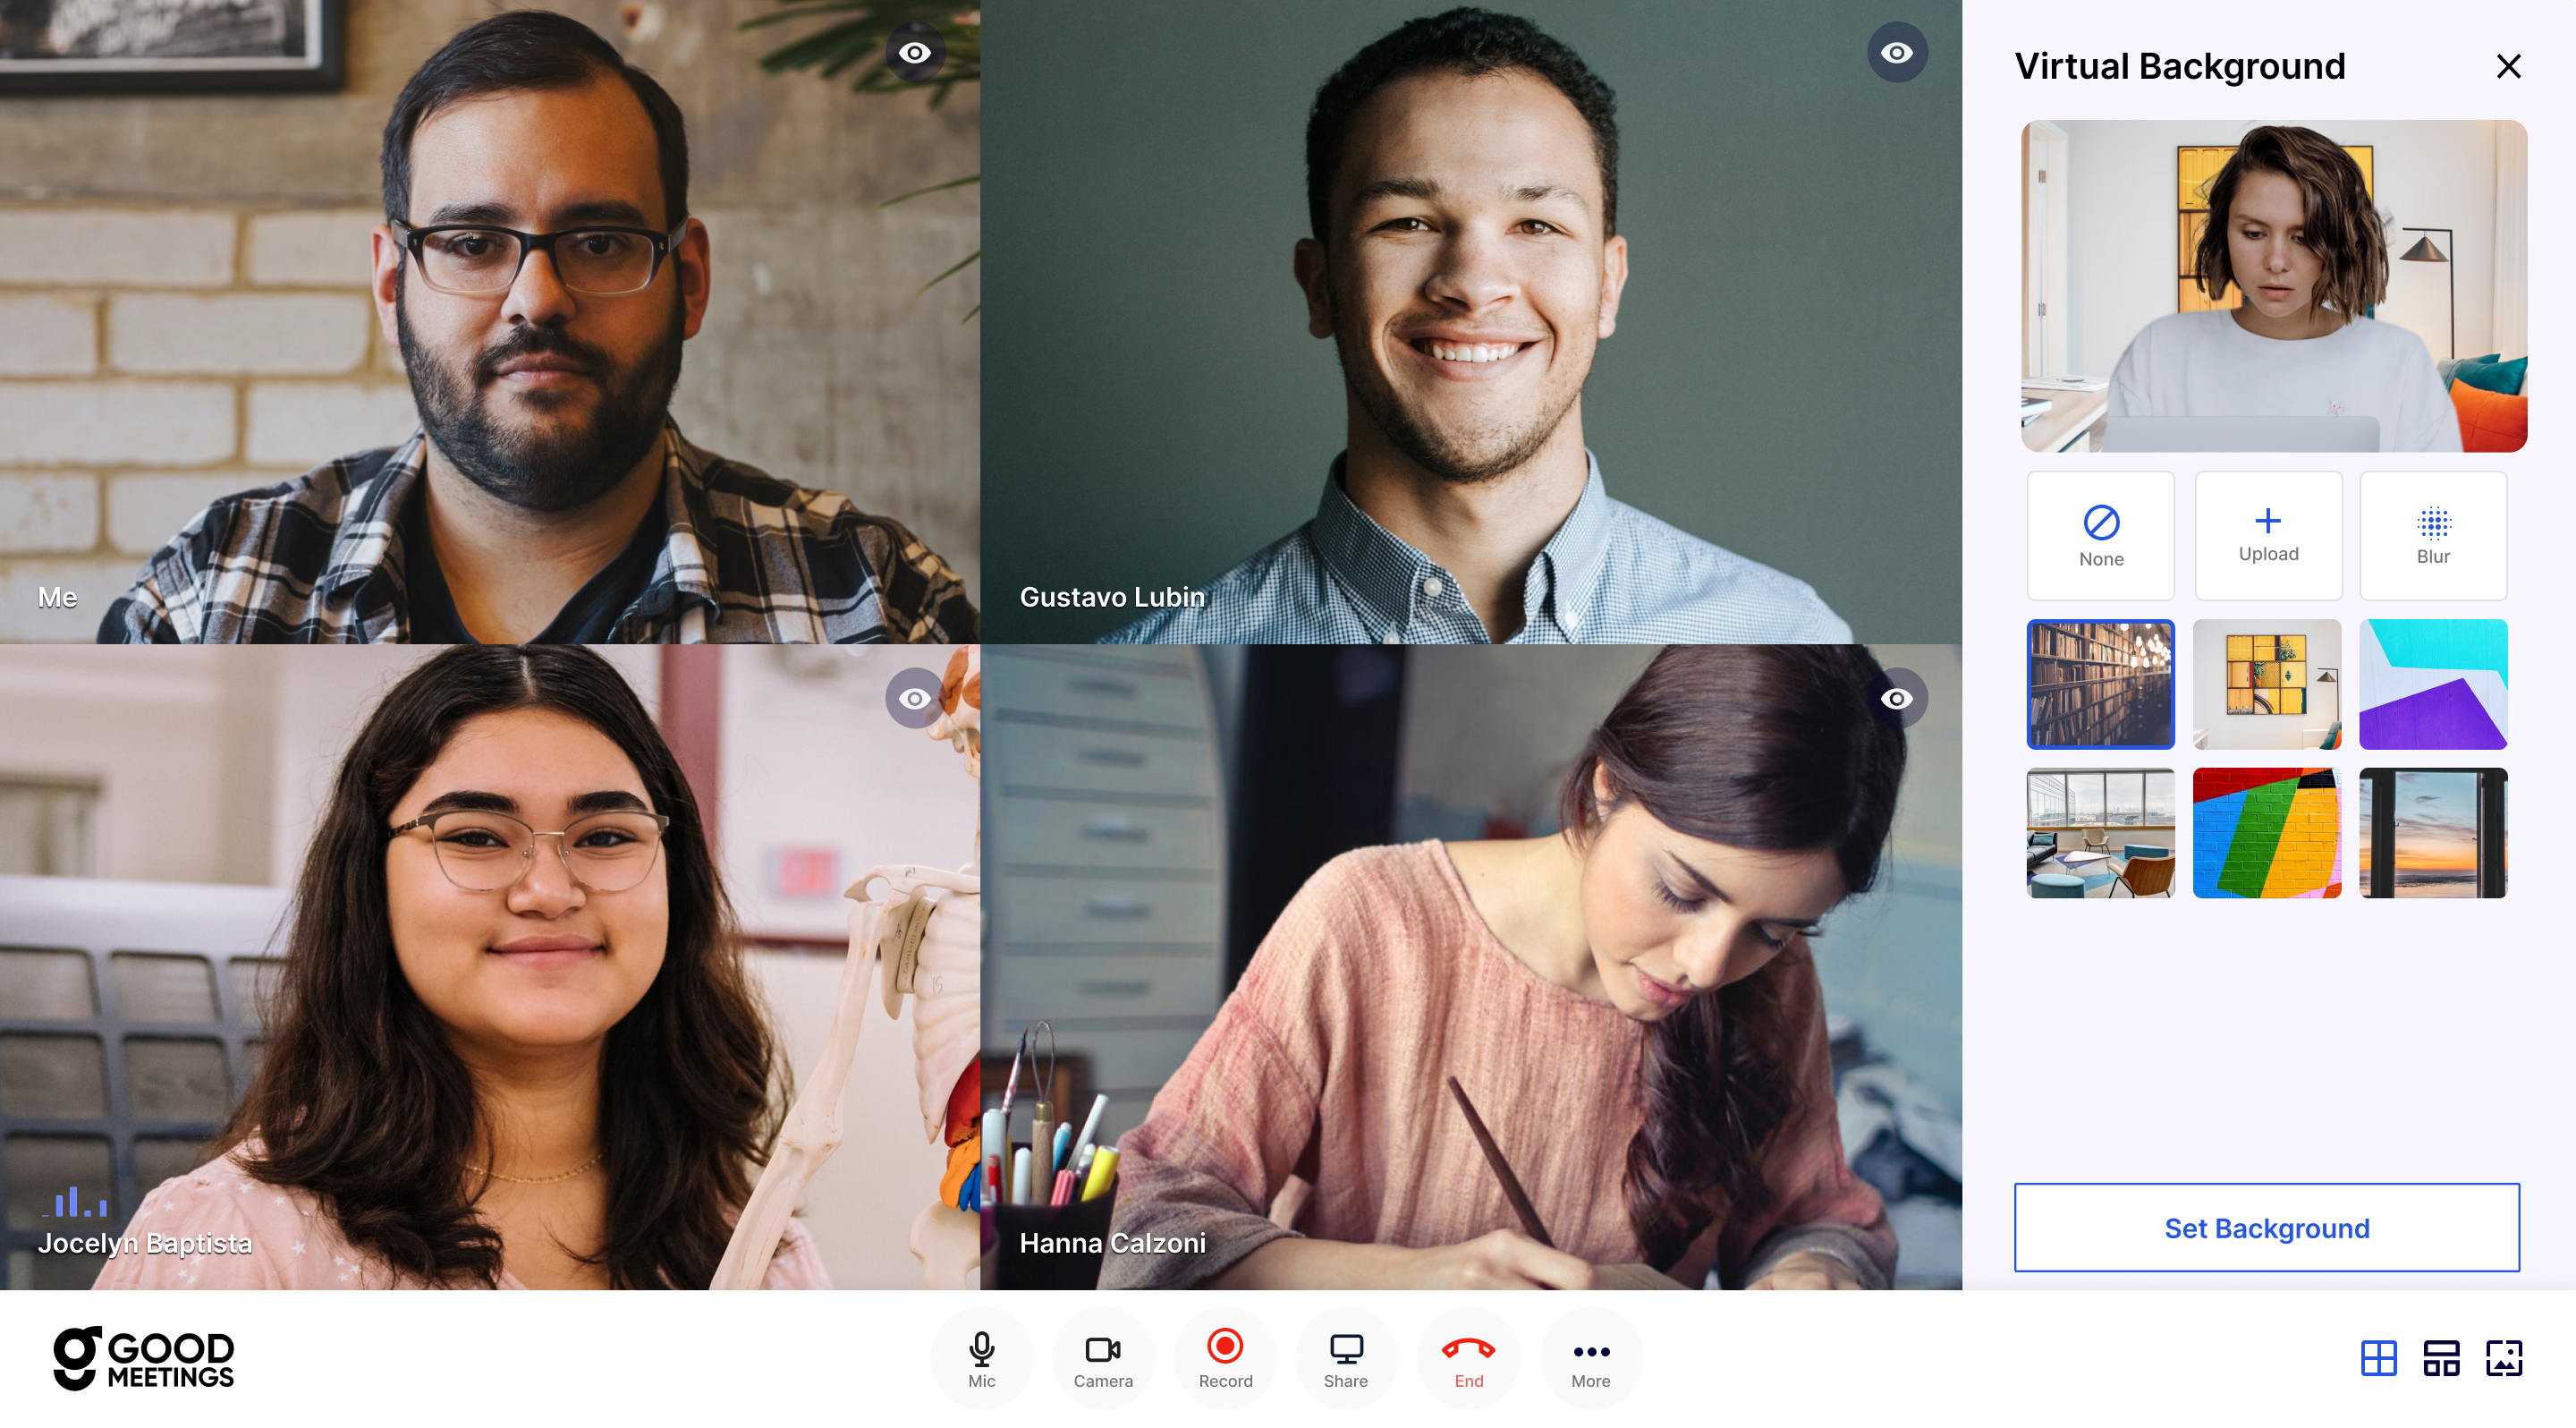 Virtual Background
Me
Gustavo Lubin
None
Upload
Blur
Jocelyn Baptista
Hanna Calzoni
Set Background
GOOD
MEETINGS
Mic
Camera
Record
Share
End
More